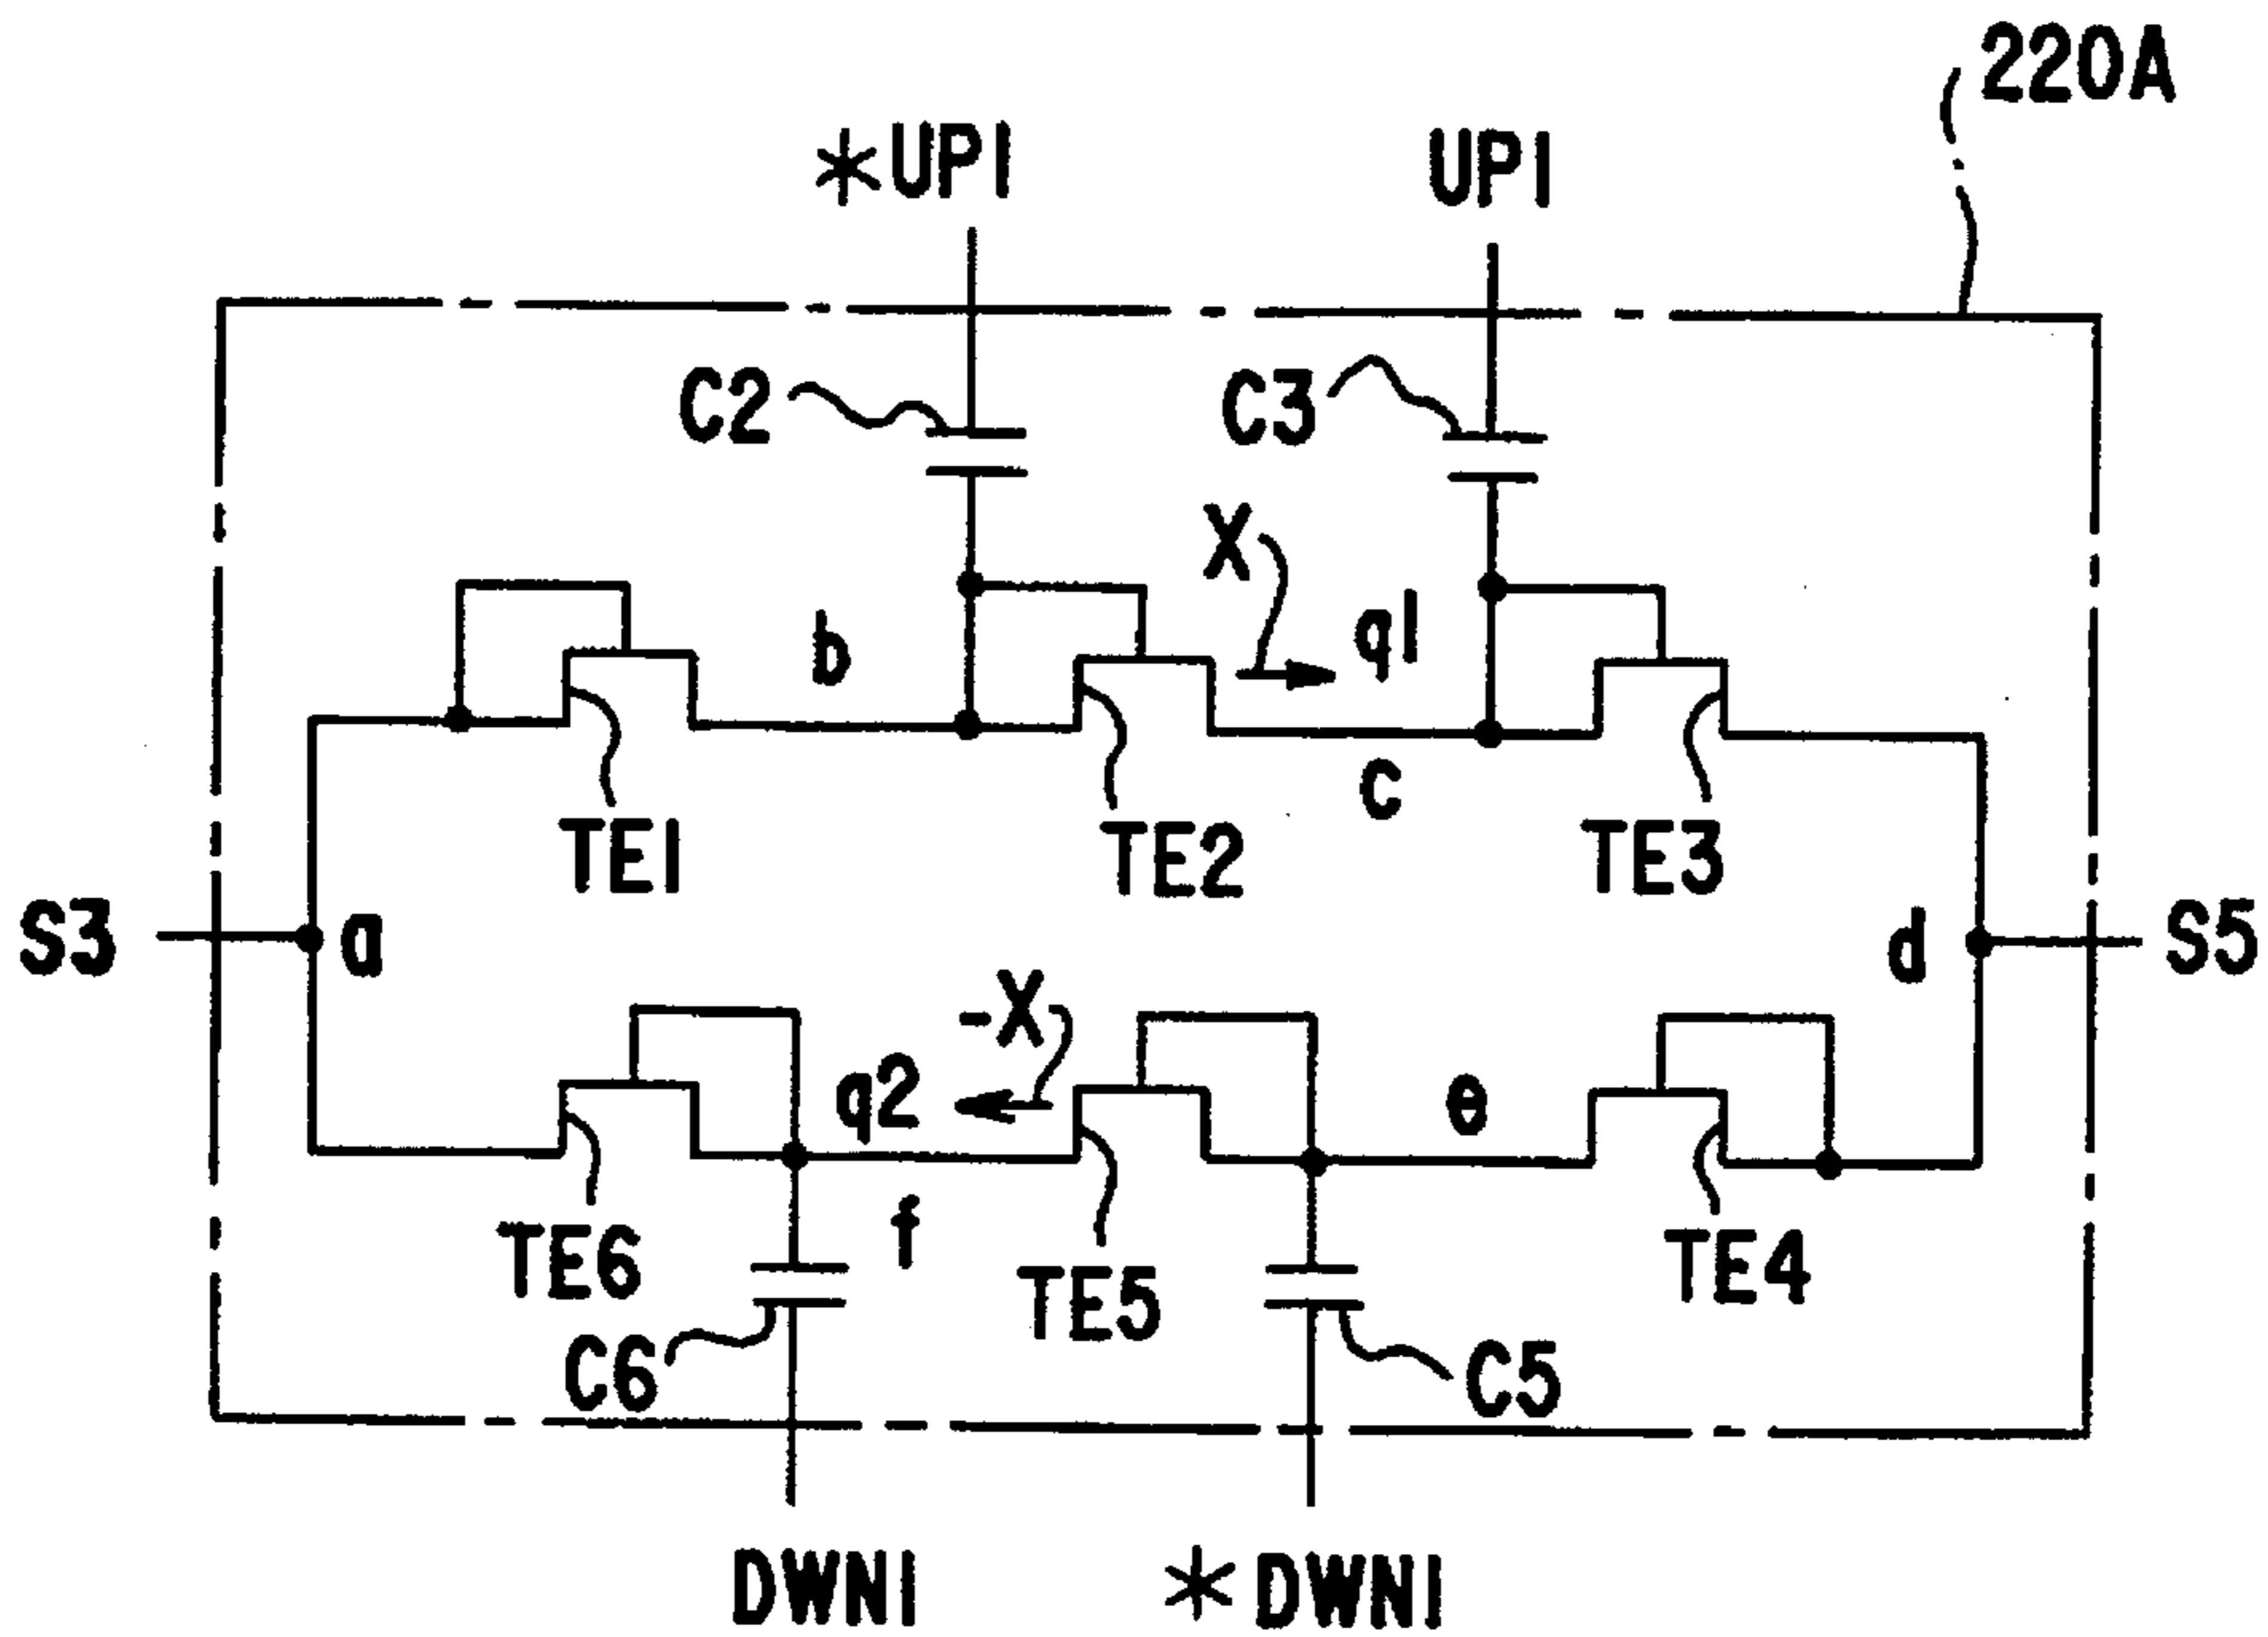 220A
*UP1
UP1
C2
C3
X
b
q1
c
TE1
TE2
TE3
S3
a
d
S5
-X
q2
e
f
TE6
TE5
TE4
C6
C5
DWN1
*DWN1